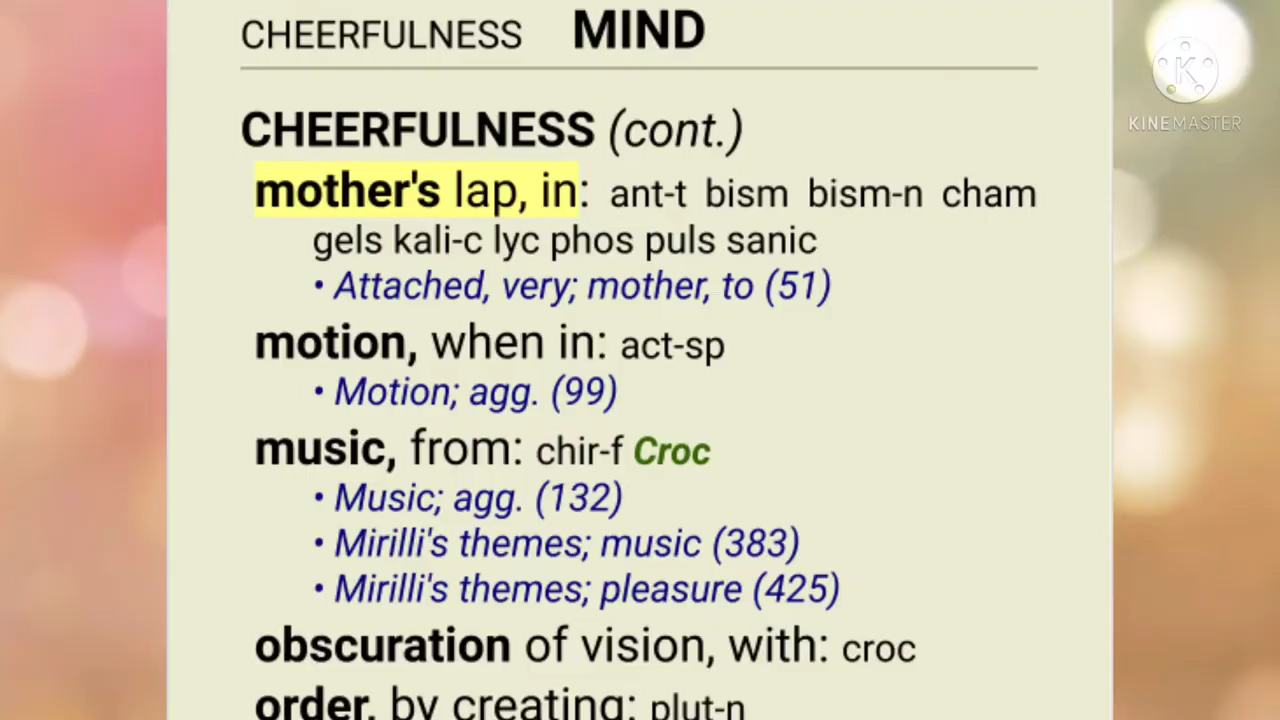 CHEERFULNESS MIND
CHEERFULNESS (cont.)
mother's lap, in: ant-t bism bism-n cham
gels kali-c lyc phos puls sanic
• Attached, very; mother, to (51)
motion, when in: act-sp
• Motion; agg. (99)
music, from: chir-f Croc
• Music; agg. (132)
• Mirilli's themes; music (383)
• Mirilli's themes; pleasure (425)
obscuration of vision, with: croc
order, by creating: plut-n
K
KINEMASTER